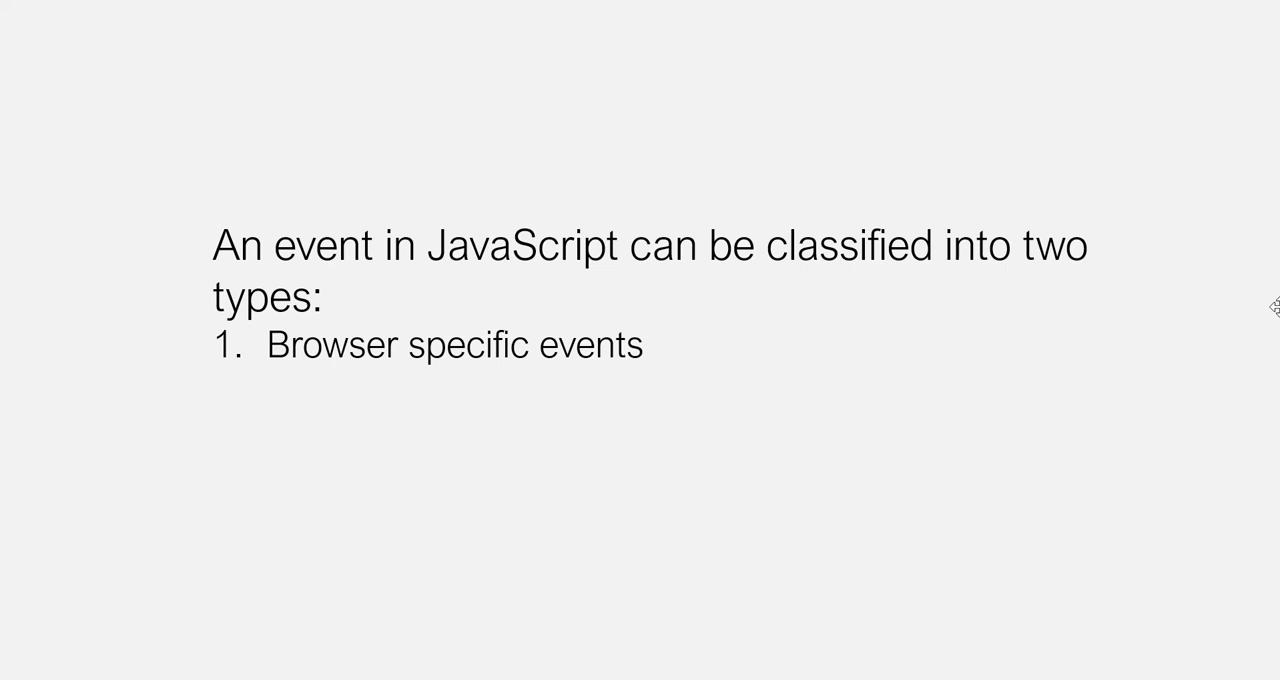 An event in JavaScript can be classified into two
types:
1. Browser specific events